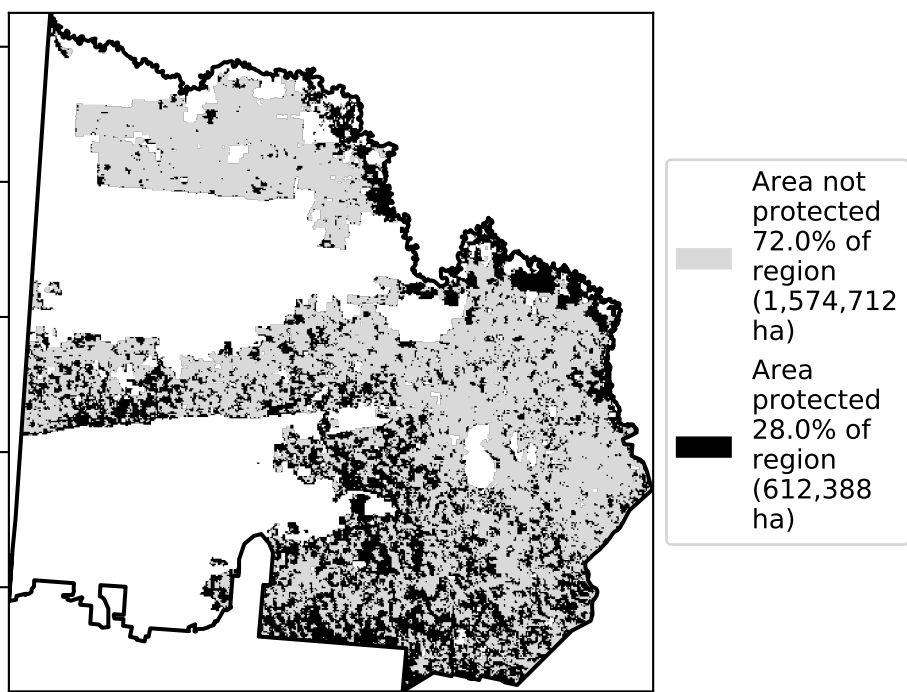 Area not
protected
72.0% of
region
(1,574,712
ha)
Area
protected
28.0% of
region
(612,388
ha)